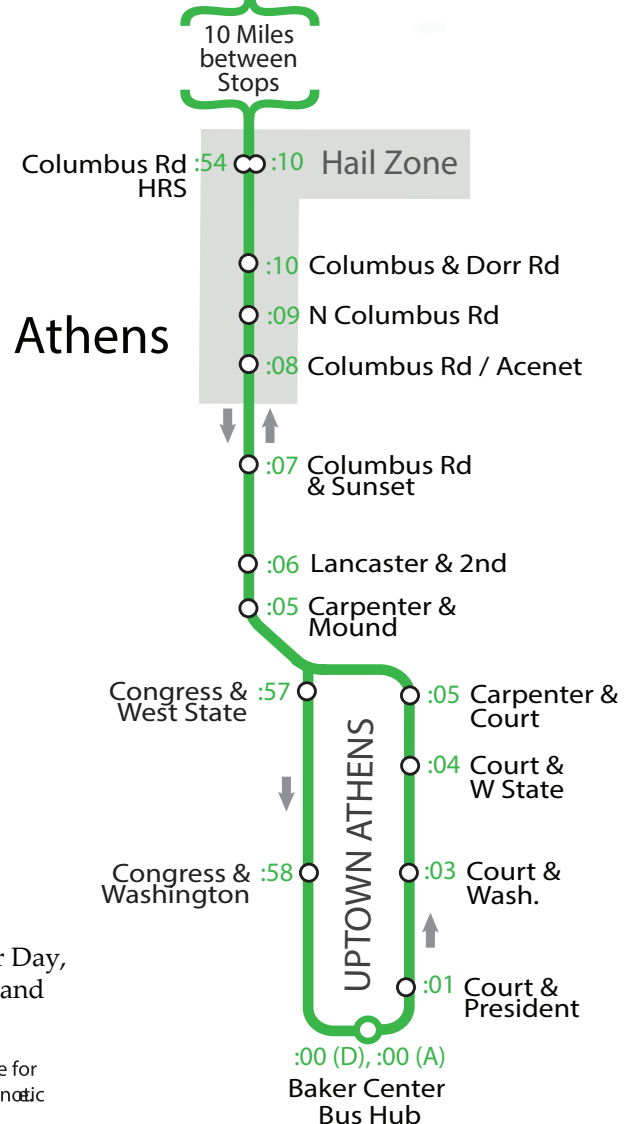 10 Miles
between
Stops
Columbus Rd :54 :10 Hail Zone
HRS
:10 Columbus & Dorr Rd
:09 N Columbus Rd
Athens
:08 Columbus Rd / Acenet
:07 Columbus Rd
& Sunset
:06 Lancaster & 2nd
:05 Carpenter &
Mound
Congress & :57
West State
:05 Carpenter &
Court
UPTOWN ATHENS
:04 Court &
W State
Congress & :58
Washington
:03 Court &
Wash.
r Day,
and
:01 Court &
President
:00 (D), :00 (A)
Baker Center
Bus Hub
e for